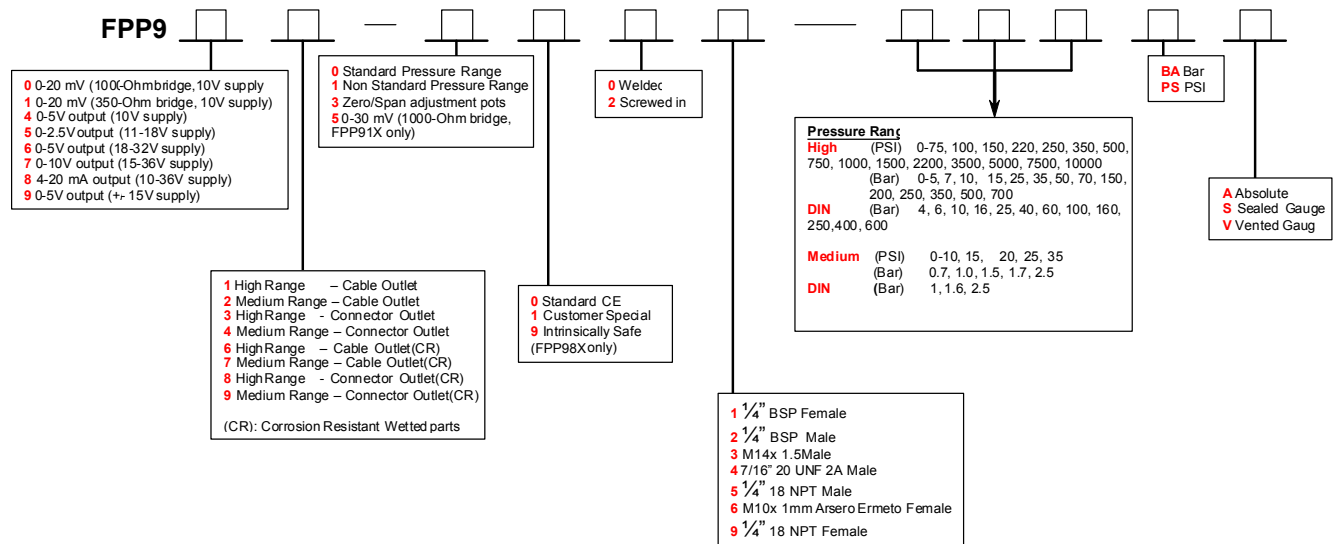 FPP9
0 0-20 mV (100(-Ohmbridge, 10V supply
1 0-20 mV (350-Ohm bridge, 10V supply)
4 0-5V output (10V supply)
5 0-2.5V output (11-18V supply)
6 0-5V output (18-32V supply)
7 0-10V output (15-36V supply)
8 4-20 mA output (10-36V supply)
9 0-5V output (+- 15V supply)
0 Standard Pressure Range
1 Non Standard Pressure Range
3 Zero/Span adjustment pots
5 0-30 mV (1000-Ohm bridge,
FPP91X only)
0 Welded
2 Screwed in
BA Bar
PS PSI
Pressure Rang
High (PSI) 0-75, 100, 150, 220, 250, 350, 500,
750, 1000, 1500, 2200, 3500, 5000, 7500, 10000
(Bar) 0-5, 7, 10, 15, 25, 35, 50, 70, 150,
200, 250, 350, 500, 700
DIN (Bar) 4, 6, 10, 16, 25, 40, 60, 100, 160,
250,400, 600
Medium (PSI) 0-10, 15, 20, 25, 35
(Bar) 0.7, 1.0, 1.5, 1.7, 2.5
DIN (Bar) 1, 1.6, 2.5
A Absolute
S Sealed Gauge
V Vented Gaug
1 High Range – Cable Outlet
2 Medium Range – Cable Outlet
3 High Range - Connector Outlet
4 Medium Range – Connector Outlet
6 High Range – Cable Outlet(CR)
7 Medium Range – Cable Outlet(CR)
8 High Range - Connector Outlet(CR)
9 Medium Range – Connector Outlet(CR)
(CR): Corrosion Resistant Wetted parts
0 Standard CE
1 Customer Special
9 Intrinsically Safe
(FPP98X only)
1 ¼" BSP Female
2 ¼" BSP Male
3 M14x 1.5Male
4 7/16" 20 UNF 2A Male
5 ¼" 18 NPT Male
6 M10x 1mm Arsero Ermeto Female
9 ¼" 18 NPT Female